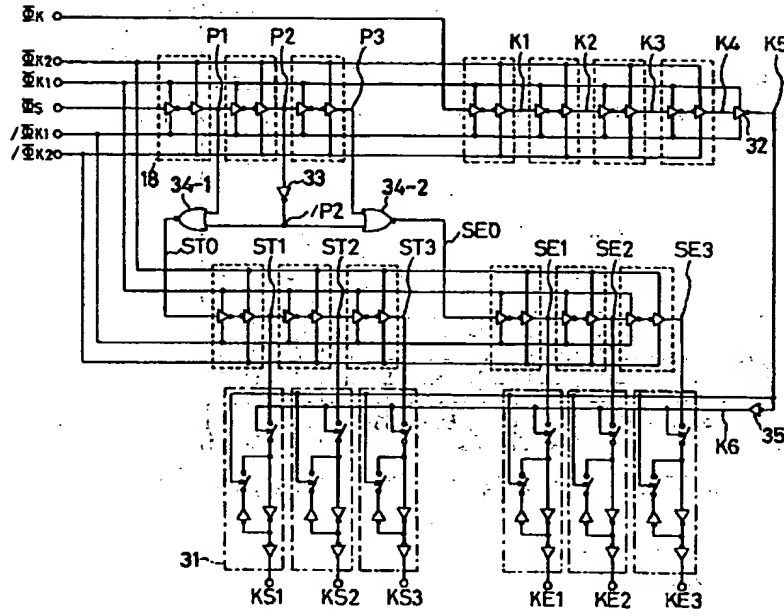 ΦK
P1 P2 P3
K1 K2 K3 K4 K5
ΦK2
ΦK1
ΦS
/ΦK1
/ΦK2
18
32
34-1
33
34-2
/P2
ST0
SE0
ST1 ST2 ST3
SE1 SE2 SE3
35
K6
31
KS1 KS2 KS3
KE1 KE2 KE3